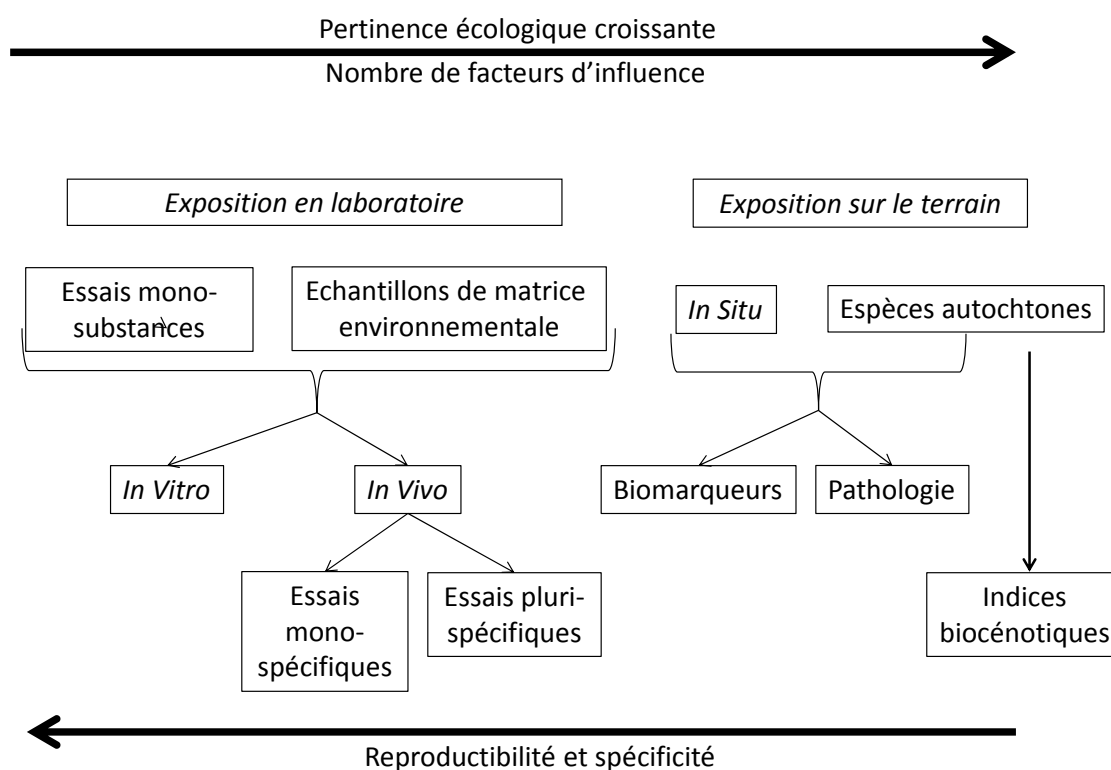 Pertinence écologique croissante
Nombre de facteurs d’influence
Exposition en laboratoire
Exposition sur le terrain
Essais mono-
substances
Echantillons de matrice
environnementale
In Situ
Espèces autochtones
In Vitro
In Vivo
Biomarqueurs
Pathologie
Essais
mono-
spécifiques
Essais pluri-
spécifiques
Indices
biocénotiques
Reproductibilité et spécificité